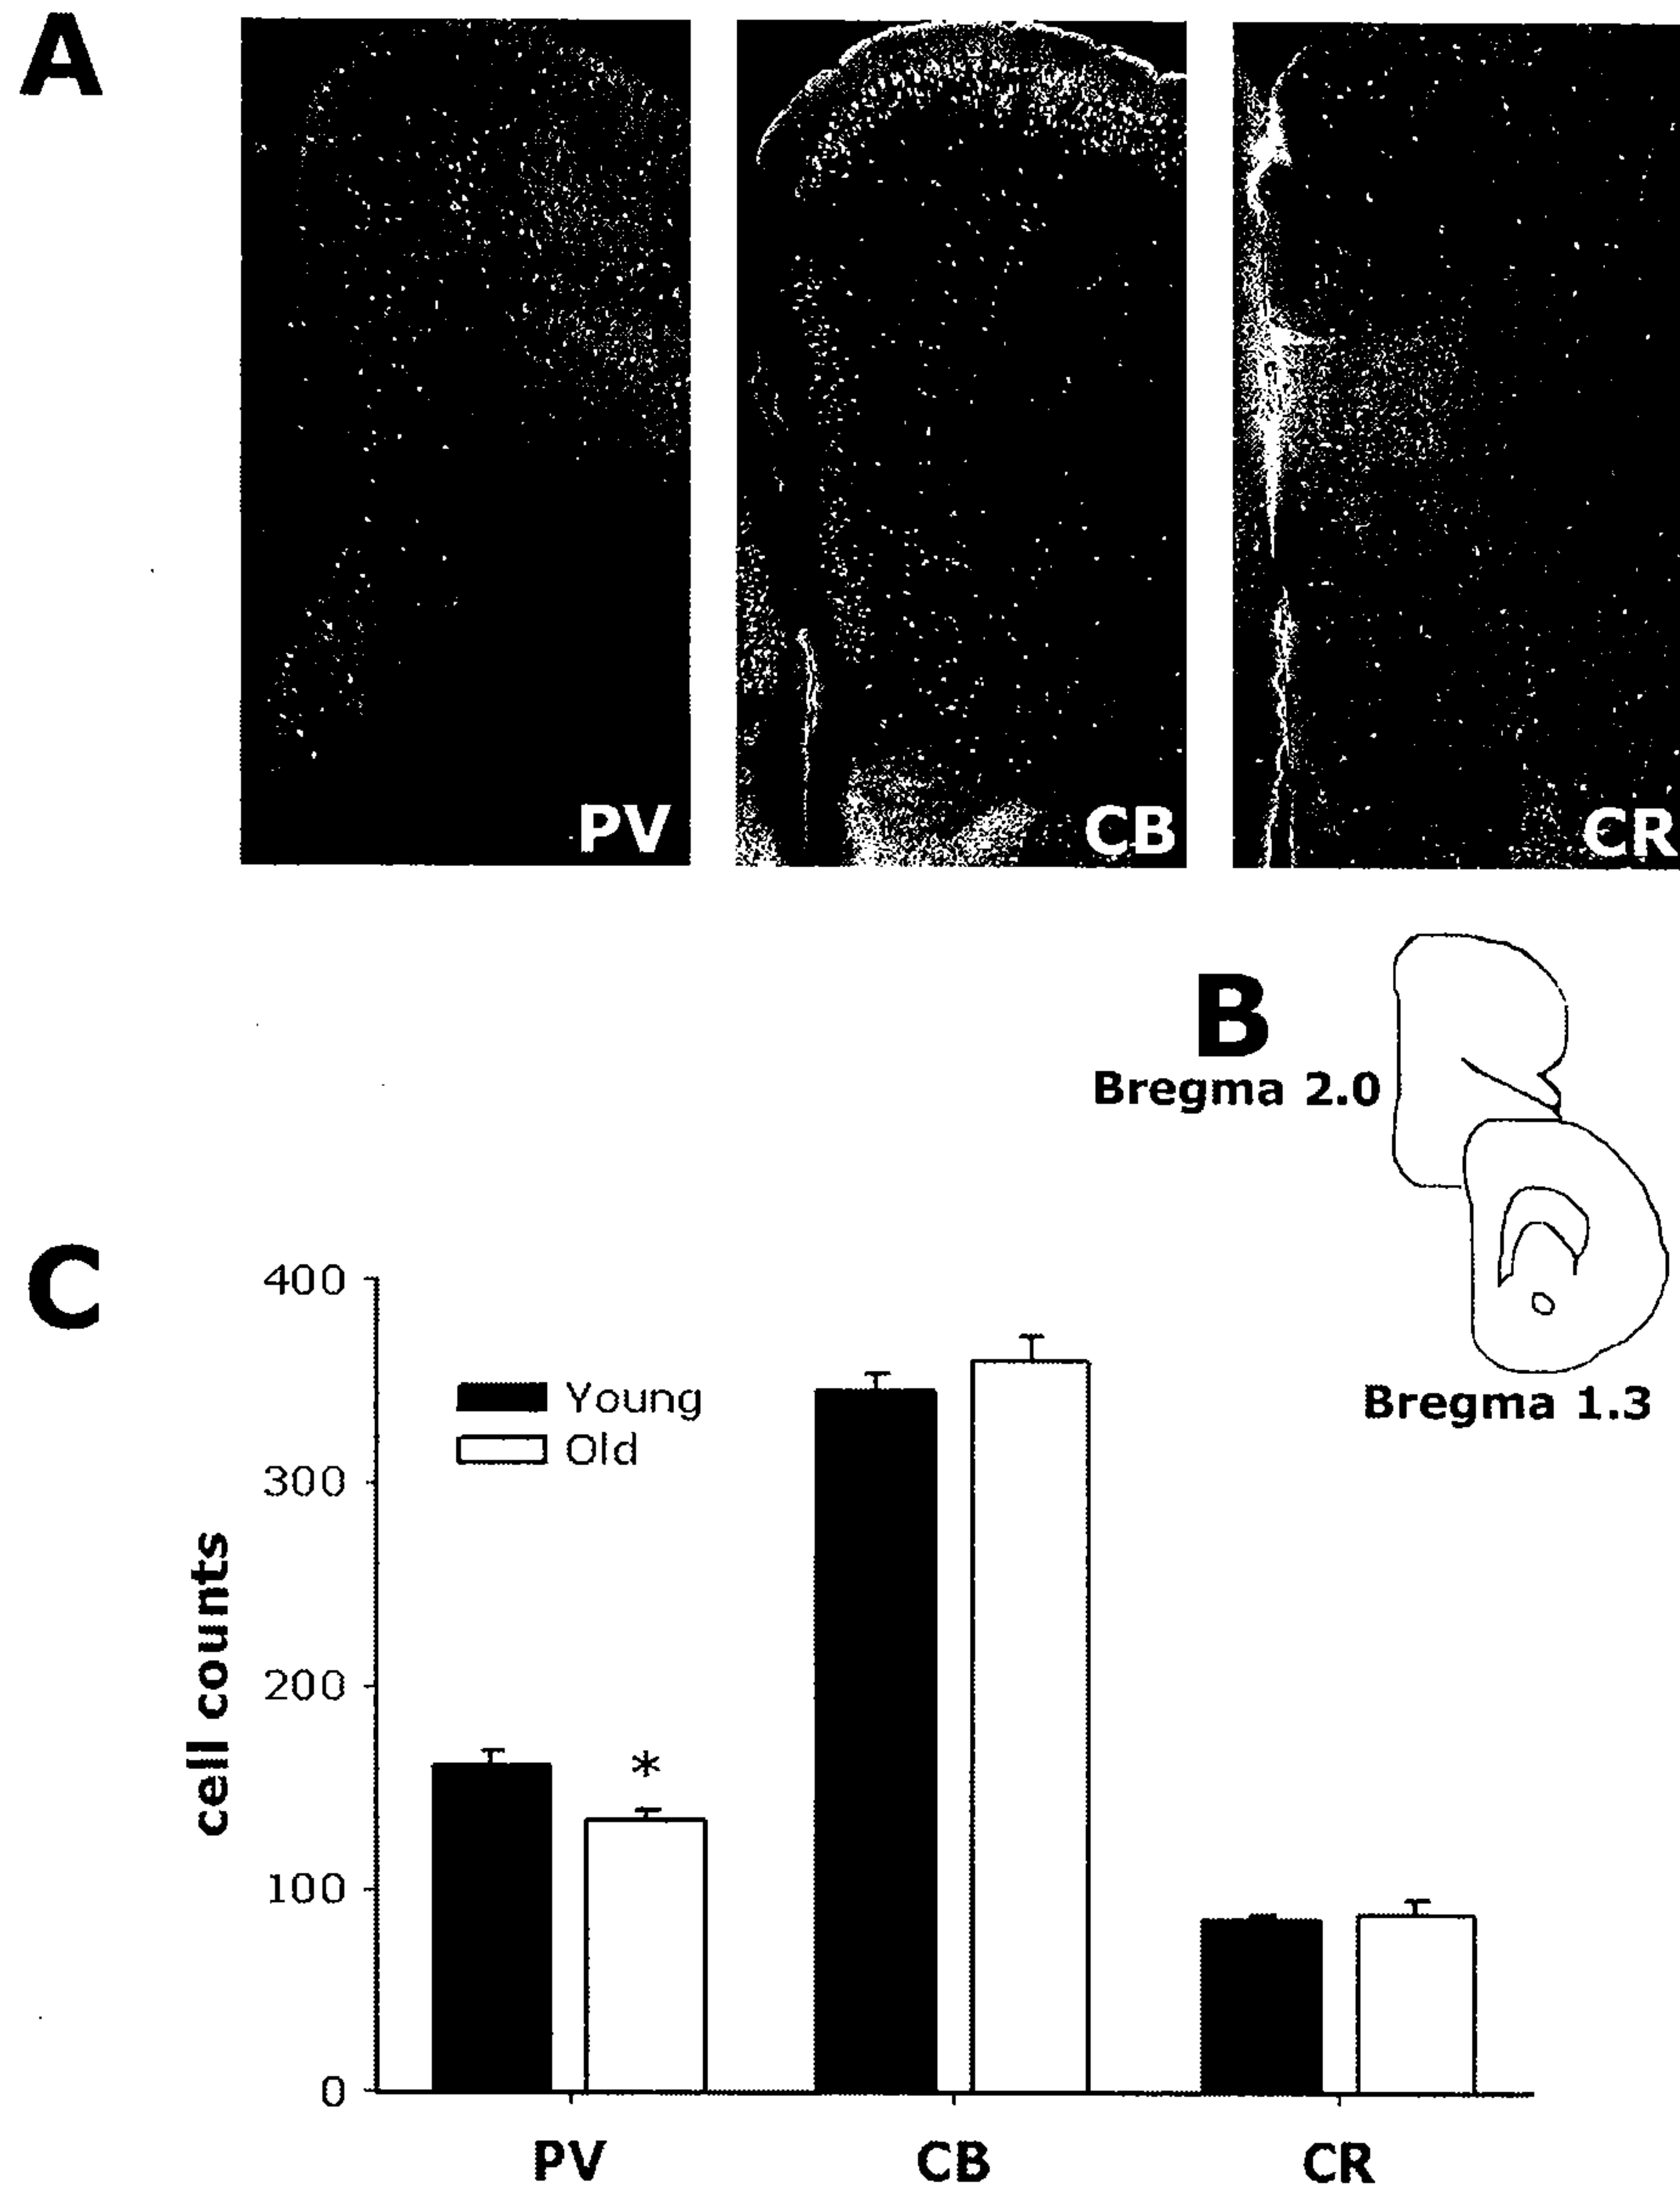 A
PV
CB
CR
B
Bregma 2.0
Bregma 1.3
C
400
300
200
100
0
cell counts
Young
Old
*
PV
CB
CR